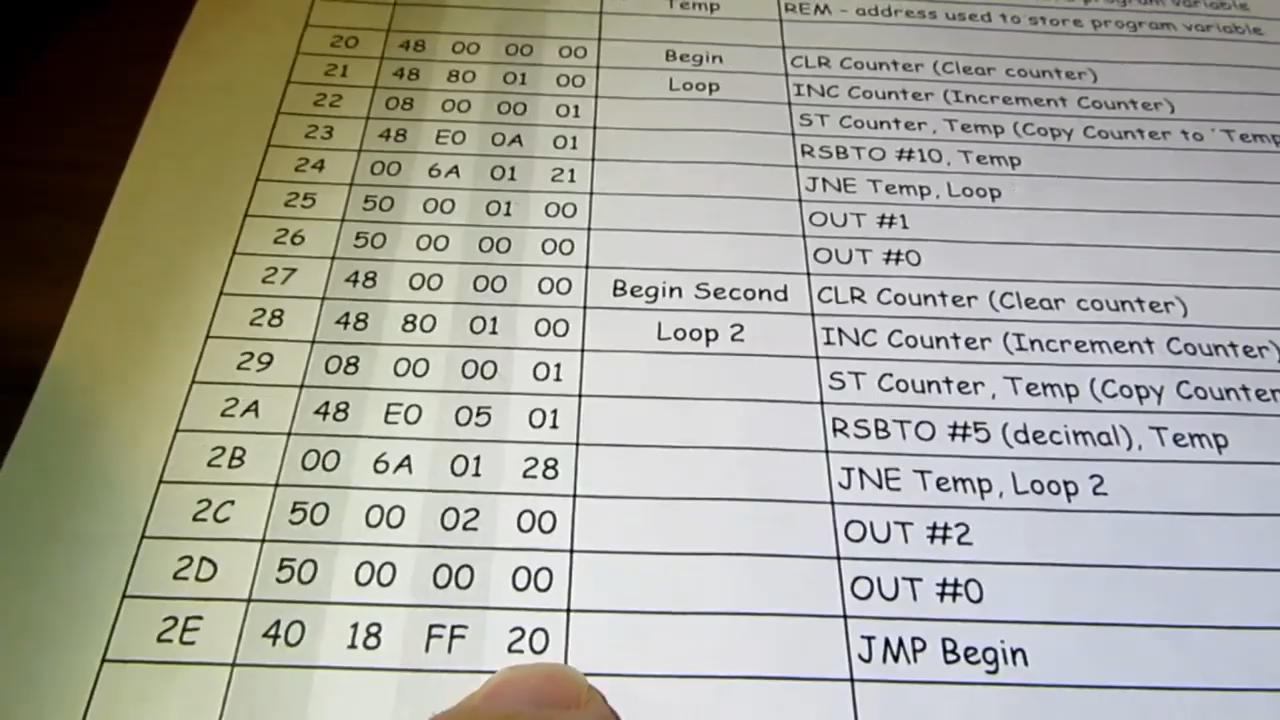 program variable
Temp REM - address used to store program variable
20 48 00 00 00 Begin CLR Counter (Clear counter)
21 48 80 01 00 Loop INC Counter (Increment Counter)
22 08 00 00 01 ST Counter, Temp (Copy Counter to 'Temp
23 48 E0 0A 01 RSBTO #10, Temp
24 00 6A 01 21 JNE Temp, Loop
25 50 00 01 00 OUT #1
26 50 00 00 00 OUT #0
27 48 00 00 00 Begin Second CLR Counter (Clear counter)
28 48 80 01 00 Loop 2 INC Counter (Increment Counter)
29 08 00 00 01 ST Counter, Temp (Copy Counter
2A 48 E0 05 01 RSBTO #5 (decimal), Temp
2B 00 6A 01 28 JNE Temp, Loop 2
2C 50 00 02 00 OUT #2
2D 50 00 00 00 OUT #0
2E 40 18 FF 20 JMP Begin